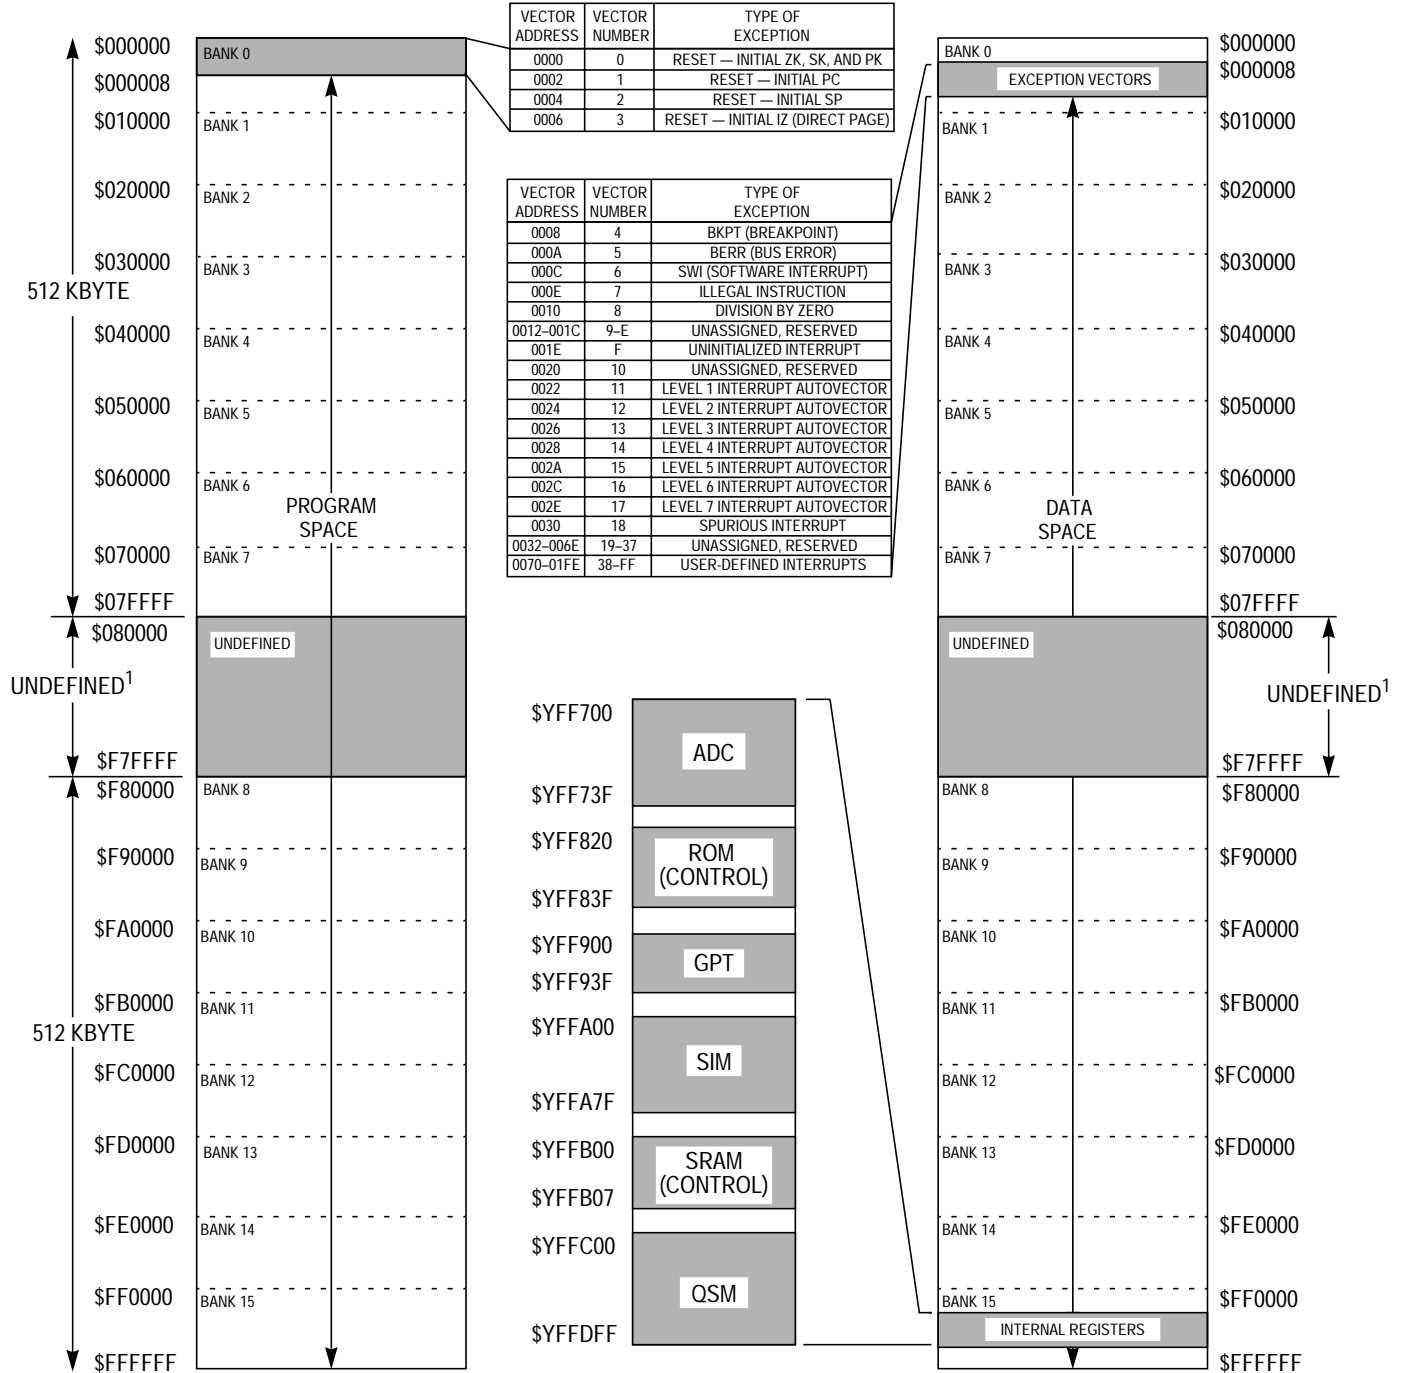 $000000
$000008
$010000
$020000
$030000
512 KBYTE
$040000
$050000
$060000
$070000
$07FFFF
$080000
UNDEFINED1
$F7FFFF
$F80000
$F90000
$FA0000
$FB0000
512 KBYTE
$FC0000
$FD0000
$FE0000
$FF0000
$FFFFFF
BANK 0
BANK 1
BANK 2
BANK 3
BANK 4
BANK 5
BANK 6
PROGRAM
SPACE
BANK 7
UNDEFINED
BANK 8
BANK 9
BANK 10
BANK 11
BANK 12
BANK 13
BANK 14
BANK 15
VECTOR ADDRESS VECTOR NUMBER TYPE OF EXCEPTION
0000 0 RESET — INITIAL ZK, SK, AND PK
0002 1 RESET — INITIAL PC
0004 2 RESET — INITIAL SP
0006 3 RESET — INITIAL IZ (DIRECT PAGE)
VECTOR ADDRESS VECTOR NUMBER TYPE OF EXCEPTION
0008 4 BKPT (BREAKPOINT)
000A 5 BERR (BUS ERROR)
000C 6 SWI (SOFTWARE INTERRUPT)
000E 7 ILLEGAL INSTRUCTION
0010 8 DIVISION BY ZERO
0012–001C 9–E UNASSIGNED, RESERVED
001E F UNINITIALIZED INTERRUPT
0020 10 UNASSIGNED, RESERVED
0022 11 LEVEL 1 INTERRUPT AUTOVECTOR
0024 12 LEVEL 2 INTERRUPT AUTOVECTOR
0026 13 LEVEL 3 INTERRUPT AUTOVECTOR
0028 14 LEVEL 4 INTERRUPT AUTOVECTOR
002A 15 LEVEL 5 INTERRUPT AUTOVECTOR
002C 16 LEVEL 6 INTERRUPT AUTOVECTOR
002E 17 LEVEL 7 INTERRUPT AUTOVECTOR
0030 18 SPURIOUS INTERRUPT
0032–006E 19–37 UNASSIGNED, RESERVED
0070–01FE 38–FF USER-DEFINED INTERRUPTS
$YFF700
ADC
$YFF73F
$YFF820
ROM
(CONTROL)
$YFF83F
$YFF900
GPT
$YFF93F
$YFFA00
SIM
$YFFA7F
$YFFB00
SRAM
(CONTROL)
$YFFB07
$YFFC00
QSM
$YFFDFF
BANK 0
EXCEPTION VECTORS
BANK 1
BANK 2
BANK 3
BANK 4
BANK 5
BANK 6
DATA
SPACE
BANK 7
UNDEFINED
BANK 8
BANK 9
BANK 10
BANK 11
BANK 12
BANK 13
BANK 14
BANK 15
INTERNAL REGISTERS
$000000
$000008
$010000
$020000
$030000
$040000
$050000
$060000
$070000
$07FFFF
$080000
UNDEFINED1
$F7FFFF
$F80000
$F90000
$FA0000
$FB0000
$FC0000
$FD0000
$FE0000
$FF0000
$FFFFFF